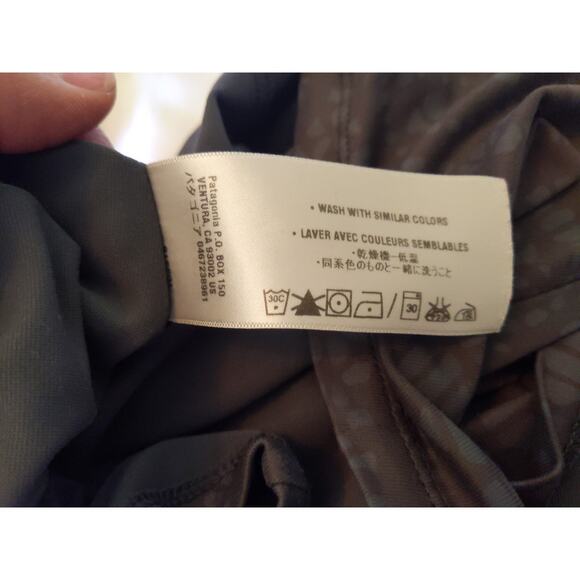 Patagonia P.O. BOX 150
VENTURA, CA 93002 US
パタゴニア 0467238961
• WASH WITH SIMILAR COLORS
• LAVER AVEC COULEURS SEMBLABLES
・乾燥機ー低温
・同系色のものと一緒に洗うこと
30C
30